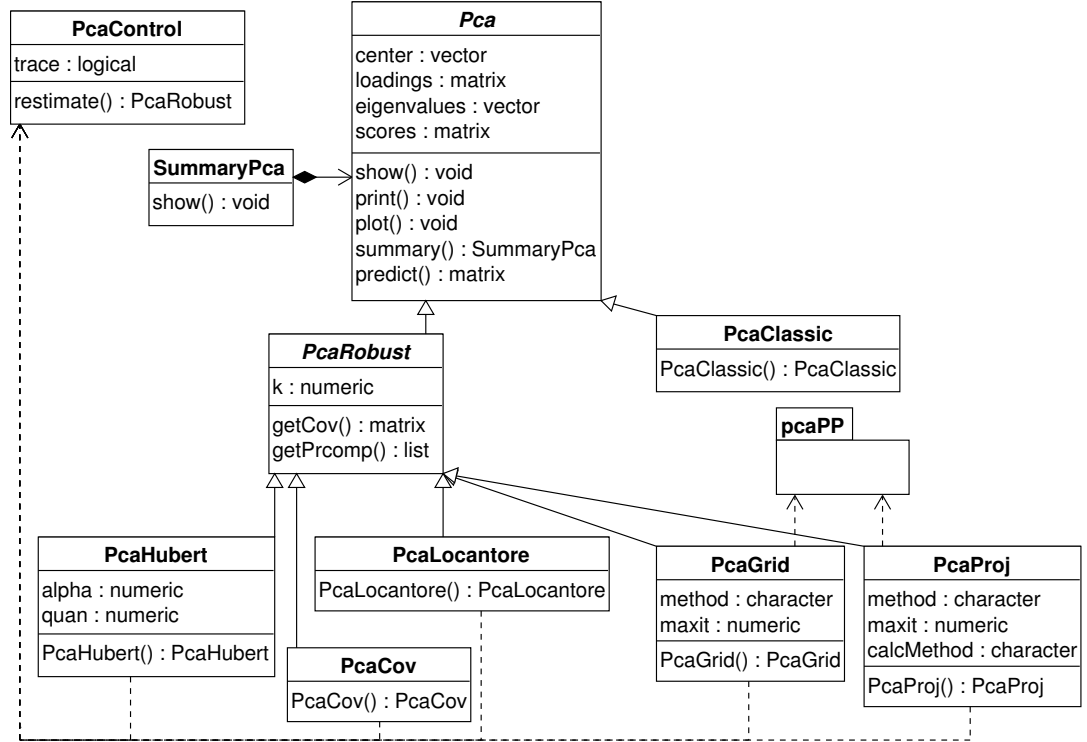 PcaControl
trace : logical
restimate() : PcaRobust
Pca
center : vector
loadings : matrix
eigenvalues : vector
scores : matrix
show() : void
print() : void
plot() : void
summary() : SummaryPca
predict() : matrix
SummaryPca
show() : void
PcaClassic
PcaClassic() : PcaClassic
PcaRobust
k : numeric
getCov() : matrix
getPrcomp() : list
pcaPP
PcaHubert
alpha : numeric
quan : numeric
PcaHubert() : PcaHubert
PcaCov
PcaCov() : PcaCov
PcaLocantore
PcaLocantore() : PcaLocantore
PcaGrid
method : character
maxit : numeric
PcaGrid() : PcaGrid
PcaProj
method : character
maxit : numeric
calcMethod : character
PcaProj() : PcaProj